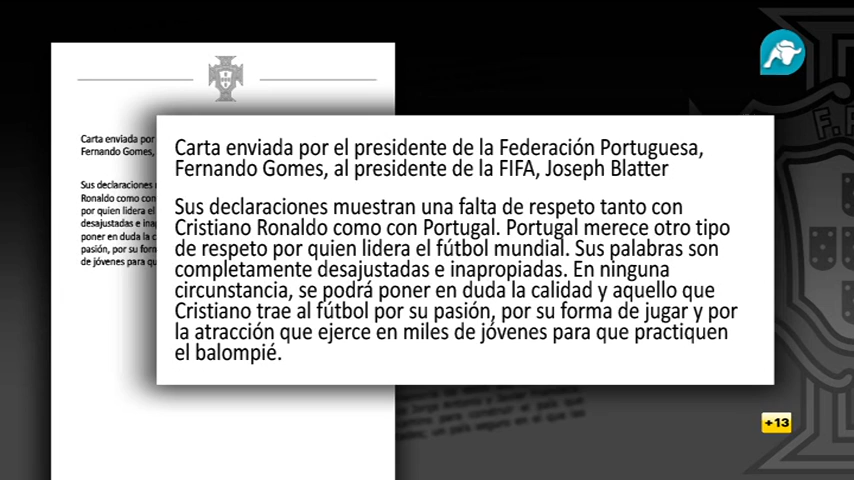 Carta enviada por
Fernando Gomes,
Sus declaraciones
Ronaldo como con
por quien lidera el
desajustadas e ina
poner en duda la c
pasión, por su forn
de jóvenes para qu
Carta enviada por el presidente de la Federación Portuguesa,
Fernando Gomes, al presidente de la FIFA, Joseph Blatter
Sus declaraciones muestran una falta de respeto tanto con
Cristiano Ronaldo como con Portugal. Portugal merece otro tipo
de respeto por quien lidera el fútbol mundial. Sus palabras son
completamente desajustadas e inapropiadas. En ninguna
circunstancia, se podrá poner en duda la calidad y aquello que
Cristiano trae al fútbol por su pasión, por su forma de jugar y por
la atracción que ejerce en miles de jóvenes para que practiquen
el balompié.
F.P
+13